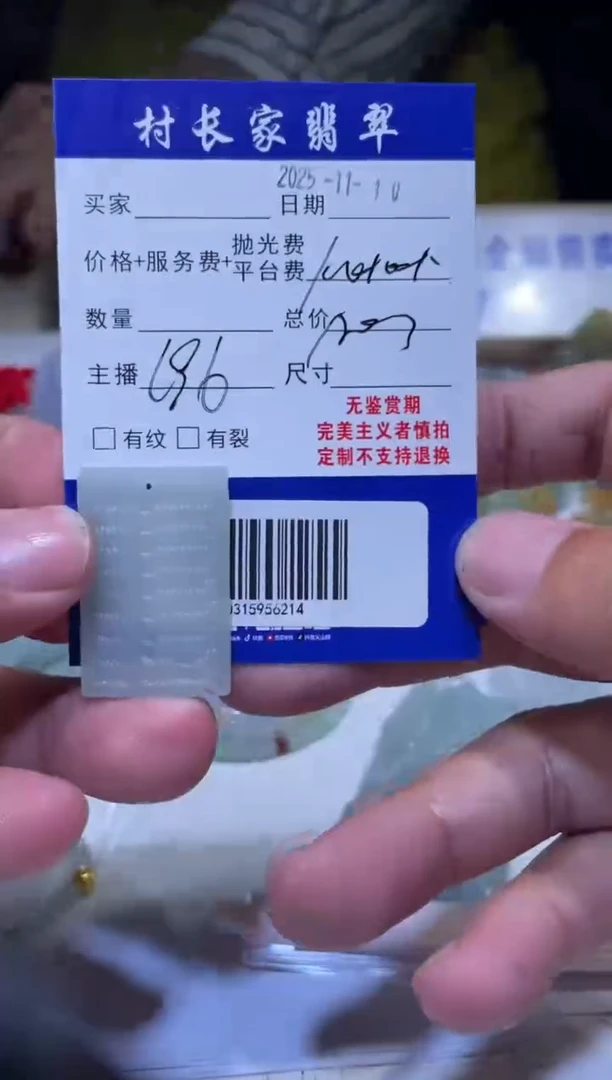 村长家翡翠
2025-11-10
买家 日期
价格+服务费+抛光费平台费
数量 总价
主播 196 尺寸
无鉴赏期
□有纹 □有裂 完美主义者慎拍
定制不支持退换
0315956214